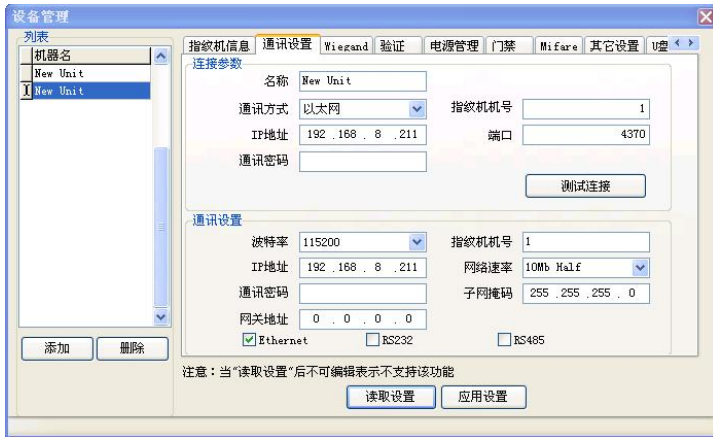 设备管理
列表
机器名
New Unit
New Unit
添加 删除
指纹机信息 通讯设置 Wiegand 验证 电源管理 门禁 Mifare 其它设置 U盘
连接参数
名称 New Unit
通讯方式 以太网 指纹机机号 1
IP地址 192 .168 . 8 .211 端口 4370
通讯密码
测试连接
通讯设置
波特率 115200 指纹机机号 1
IP地址 192 .168 . 8 .211 网络速率 10Mb Half
通讯密码 子网掩码 255 .255 .255 . 0
网关地址 0 . 0 . 0 . 0
Ethernet RS232 RS485
注意：当"读取设置"后不可编辑表示不支持该功能
读取设置 应用设置